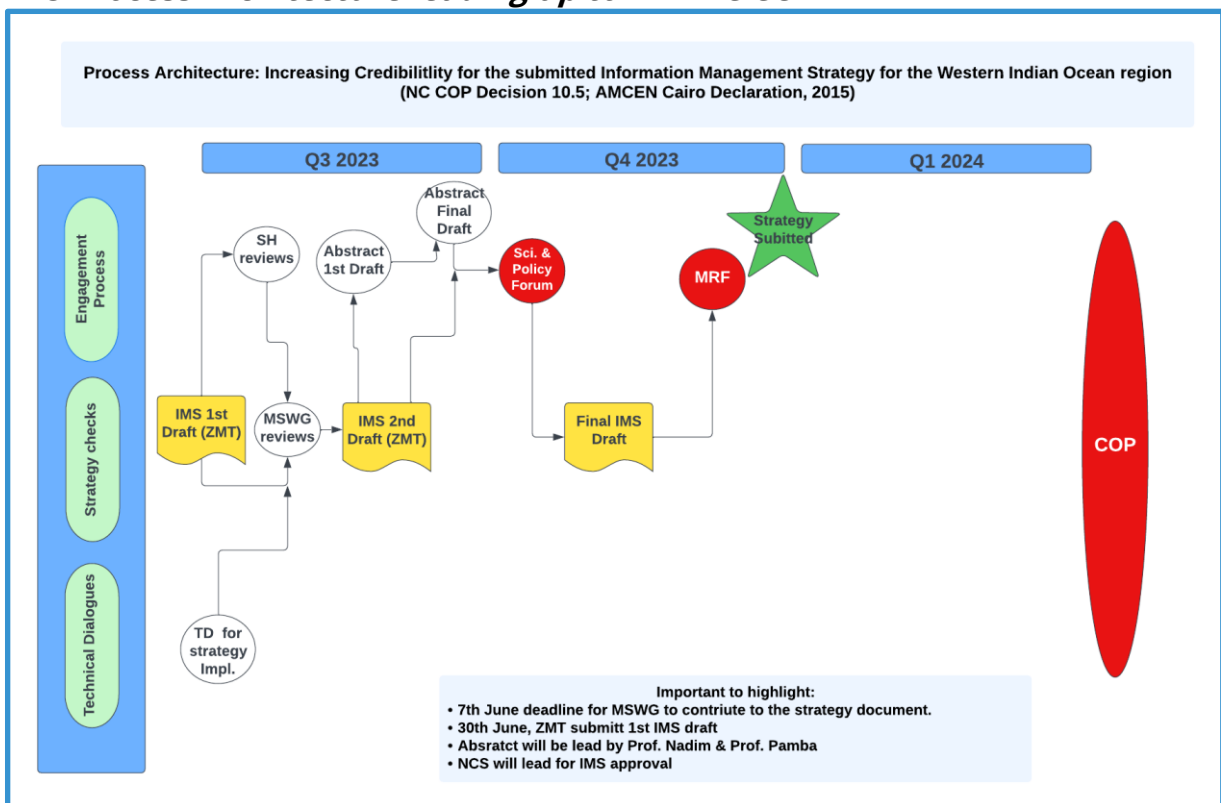 Process Architecture: Increasing Credibilitlity for the submitted Information Management Strategy for the Western Indian Ocean region
(NC COP Decision 10.5; AMCEN Cairo Declaration, 2015)
Q3 2023
Q4 2023
Q1 2024
Engagement
Process
Strategy checks
Technical Dialogues
SH
reviews
Abstract
1st Draft
Abstract
Final
Draft
Sci. &
Policy
Forum
MRF
Strategy
Subitted
IMS 1st
Draft (ZMT)
MSWG
reviews
IMS 2nd
Draft (ZMT)
Final IMS
Draft
COP
TD for
strategy
Impl.
Important to highlight:
• 7th June deadline for MSWG to contriute to the strategy document.
• 30th June, ZMT submitt 1st IMS draft
• Absratct will be lead by Prof. Nadim & Prof. Pamba
• NCS will lead for IMS approval